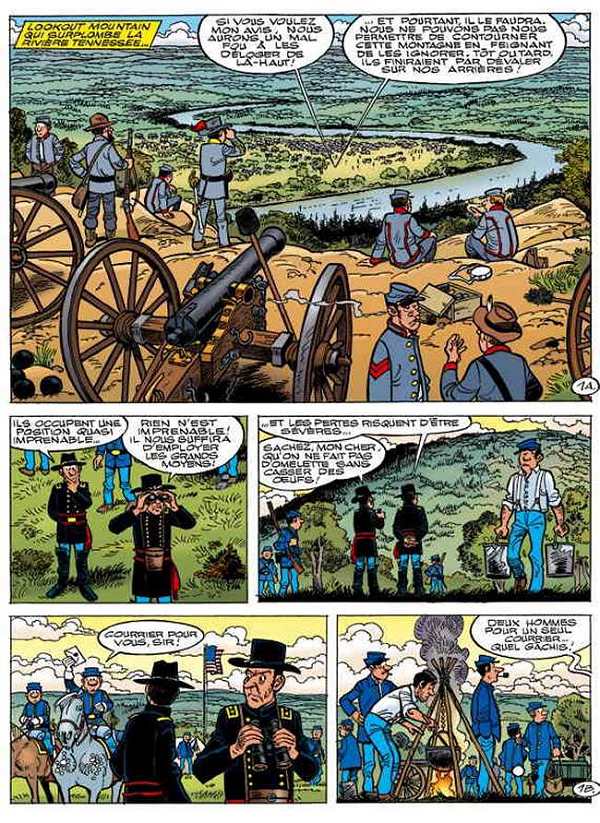 LOOKOUT MOUNTAIN
QUI SURPLOMBE LA
RIVIÈRE TENNESSEE...
SI VOUS VOULEZ
MON AVIS, NOUS
AURONS UN MAL
FOU À LES
DÉLOGER DE
LÀ-HAUT!
... ET POURTANT, IL LE FAUDRA.
NOUS NE POUVONS PAS NOUS
PERMETTRE DE CONTOURNER
CETTE MONTAGNE EN FEIGNANT
DE LES IGNORER. TÔT OU TARD,
ILS FINIRAIENT PAR DÉVALER
SUR NOS ARRIÈRES!
1A.
ILS OCCUPENT UNE
POSITION QUASI
IMPRENABLE...
RIEN N'EST
IMPRENABLE!
IL NOUS SUFFIRA
D'EMPLOYER
LES GRANDS
MOYENS!
...ET LES PERTES RISQUENT D'ÊTRE
SÉVÈRES...
SACHEZ, MON CHER,
QU'ON NE FAIT PAS
D'OMELETTE SANS
CASSER DES
ŒUFS!
COURRIER POUR
VOUS, SIR!
DEUX HOMMES
POUR UN SEUL
COURRIER...
QUEL GÂCHIS!
1B.